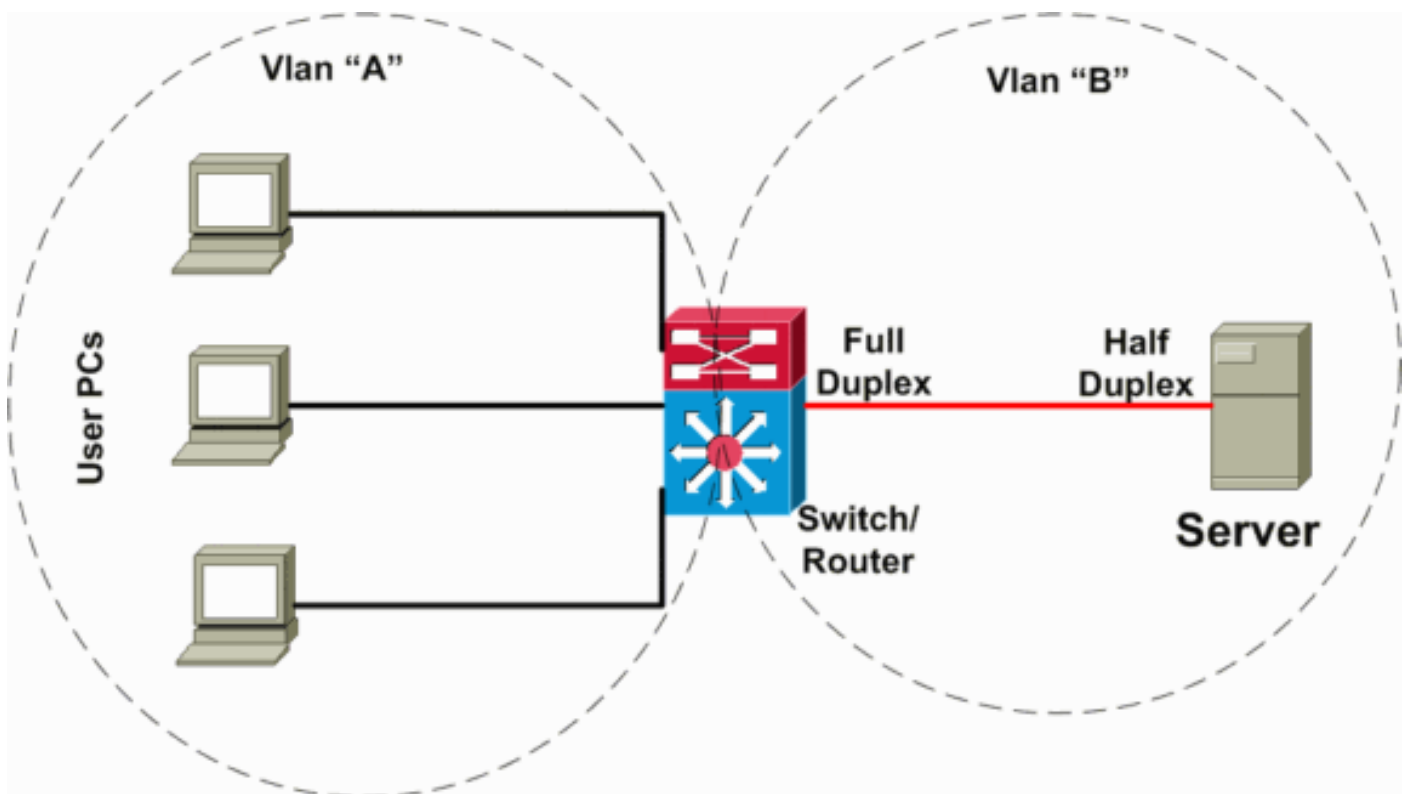 Vlan “A”
Vlan “B”
User PCs
Full
Duplex
Half
Duplex
Switch/
Router
Server